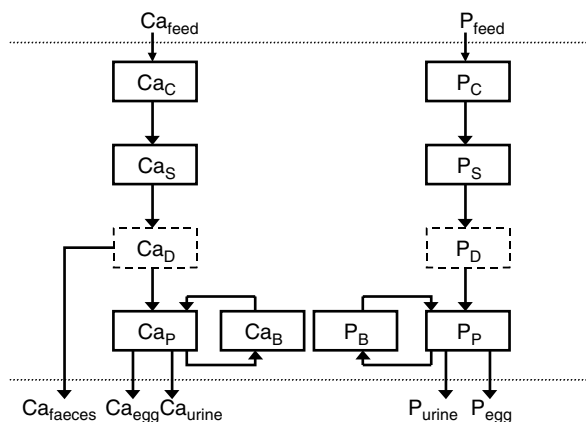 Ca_feed P_feed
Ca_C P_C
Ca_S P_S
Ca_D P_D
Ca_P Ca_B P_B P_P
Ca_faeces Ca_egg Ca_urine P_urine P_egg